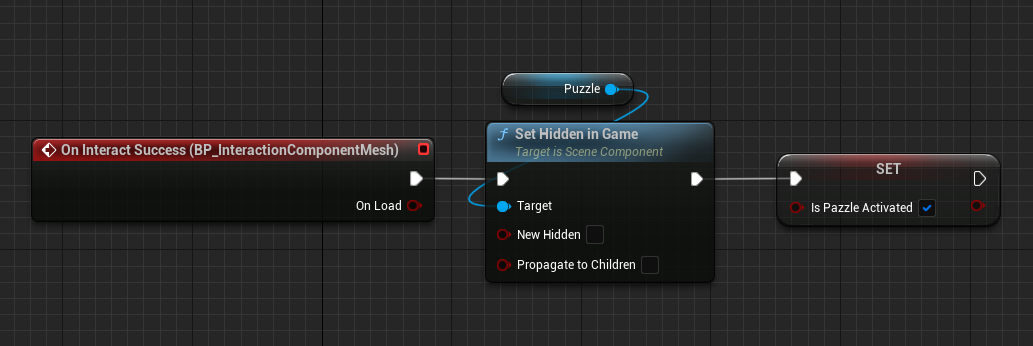 Puzzle
On Interact Success (BP_InteractionComponentMesh)
On Load
f Set Hidden in Game
Target is Scene Component
Target
New Hidden
Propagate to Children
SET
Is Pazzle Activated